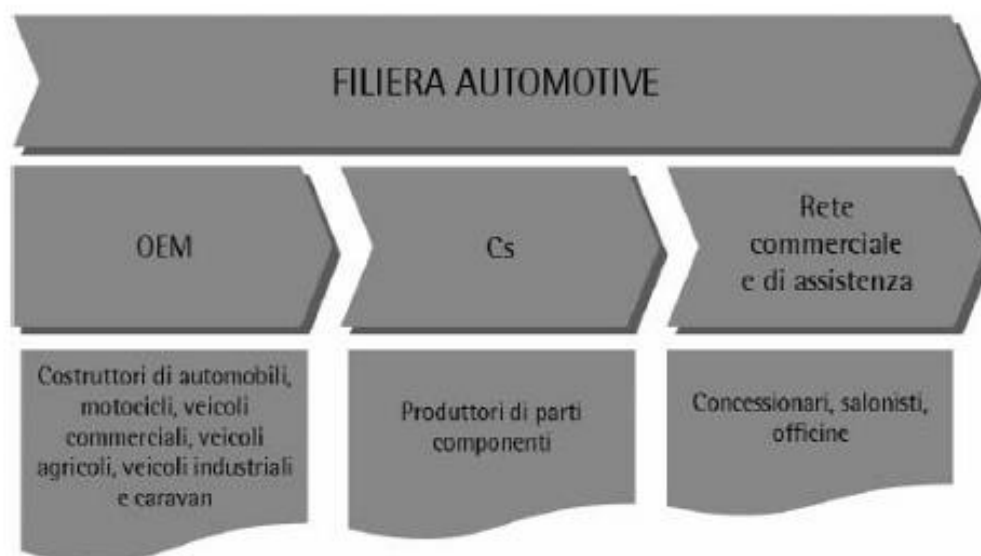 FILIERA AUTOMOTIVE
OEM
Cs
Rete
commerciale
e di assistenza
Costruttori di automobili,
motocicli, veicoli
commerciali, veicoli
agricoli, veicoli industriali
e caravan
Produttori di parti
componenti
Concessionari, salonisti,
officine